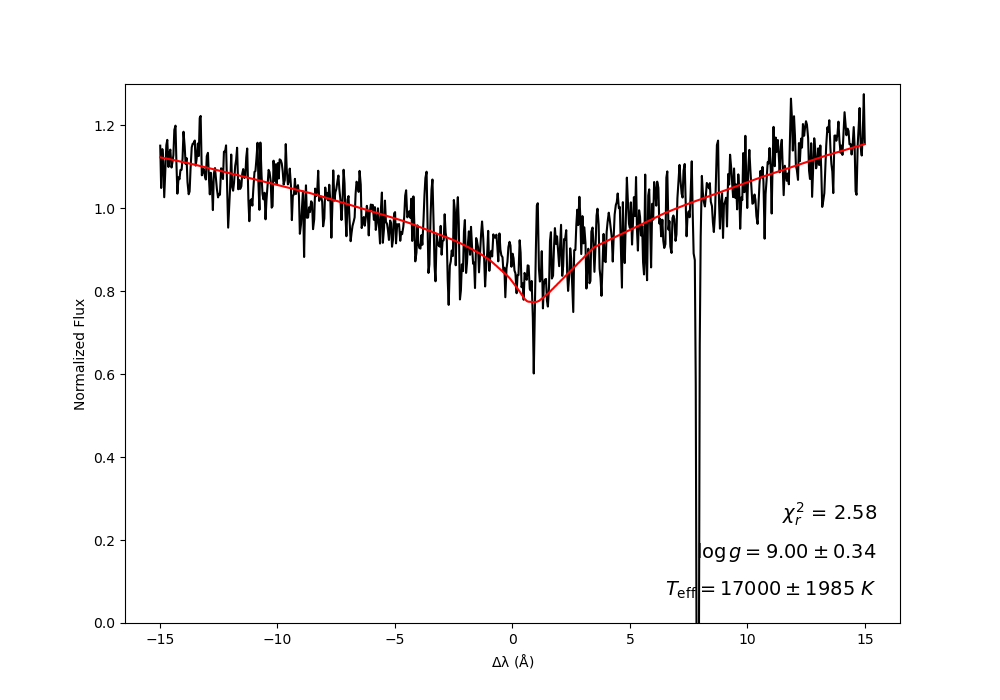 1.2
1.0
0.8
0.6
0.4
0.2
0.0
Normalized Flux
χ²ᵣ = 2.58
log g = 9.00 ± 0.34
T_eff = 17000 ± 1985 K
−15 −10 −5 0 5 10 15
Δλ (Å)